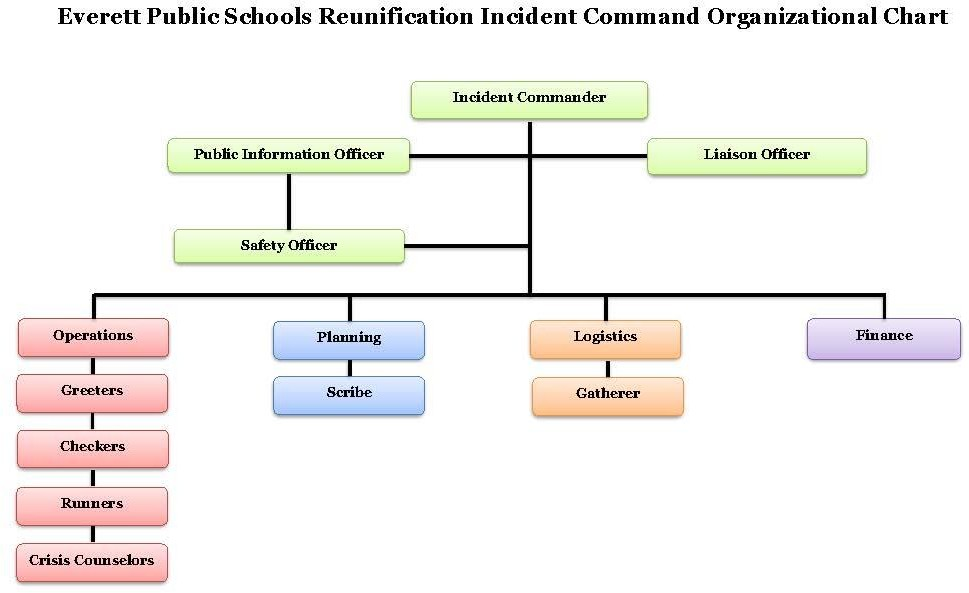 Everett Public Schools Reunification Incident Command Organizational Chart
Incident Commander
Public Information Officer
Liaison Officer
Safety Officer
Operations
Planning
Logistics
Finance
Greeters
Scribe
Gatherer
Checkers
Runners
Crisis Counselors